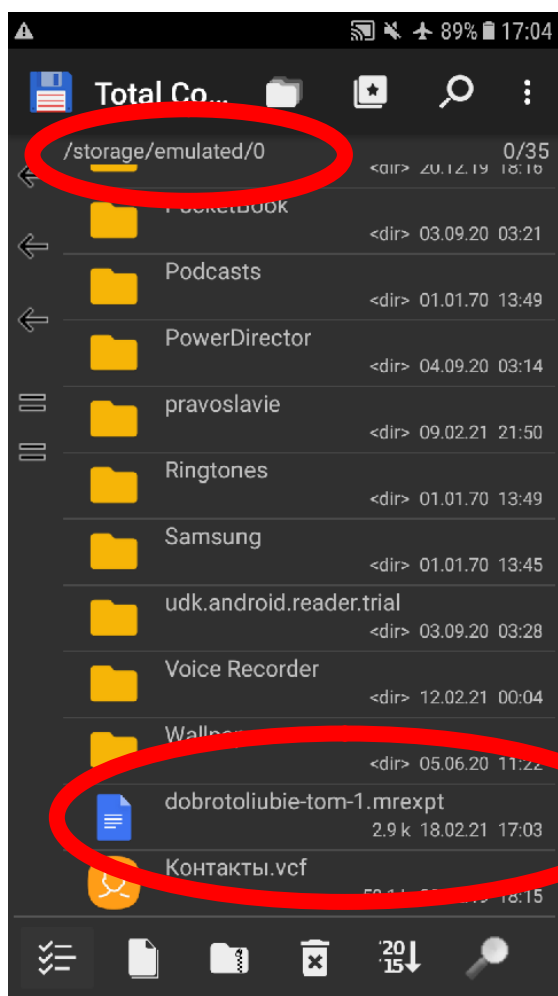 89% 17:04
Total Co...
/storage/emulated/0 0/35
<dir> 20.12.19 18:16
PocketBook
<dir> 03.09.20 03:21
Podcasts
<dir> 01.01.70 13:49
PowerDirector
<dir> 04.09.20 03:14
pravoslavie
<dir> 09.02.21 21:50
Ringtones
<dir> 01.01.70 13:49
Samsung
<dir> 01.01.70 13:45
udk.android.reader.trial
<dir> 03.09.20 03:28
Voice Recorder
<dir> 12.02.21 00:04
<dir> 05.06.20 11:22
dobrotoliubie-tom-1.mrexpt
2.9 k 18.02.21 17:03
Контакты.vcf
18:15
'20
'15